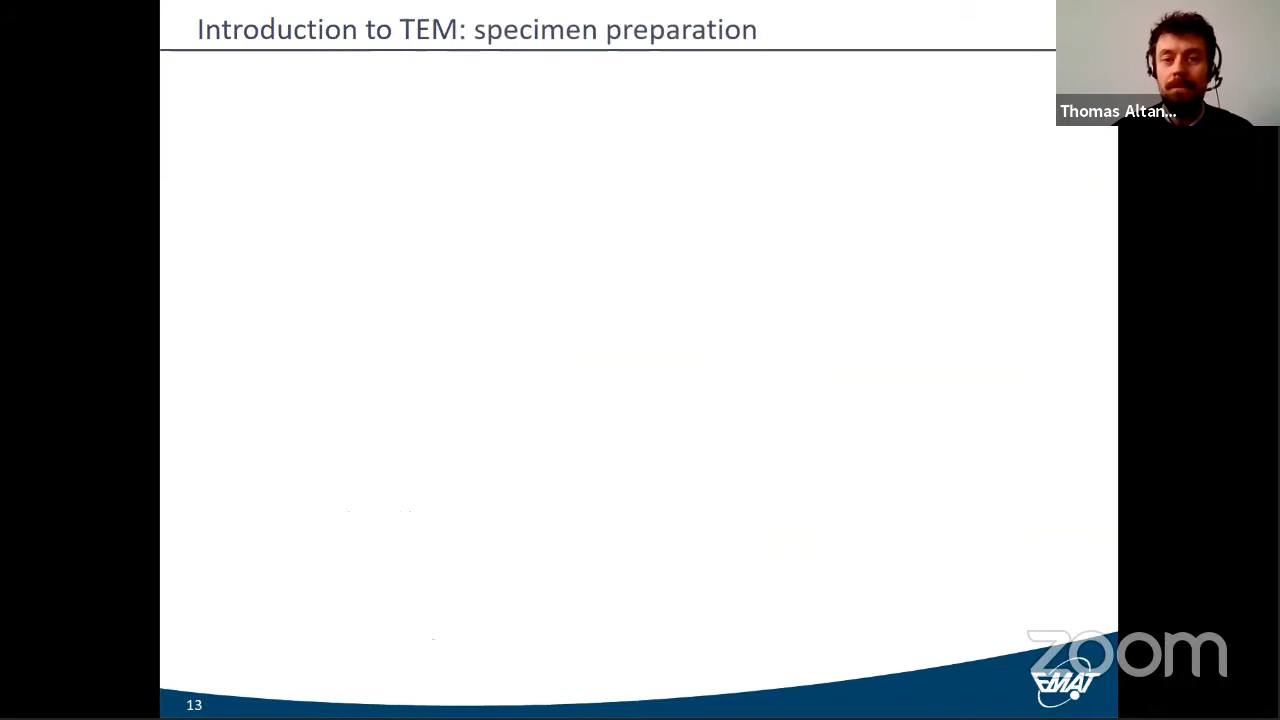 Introduction to TEM: specimen preparation
Thomas Altan...
zoom
EMAT
13